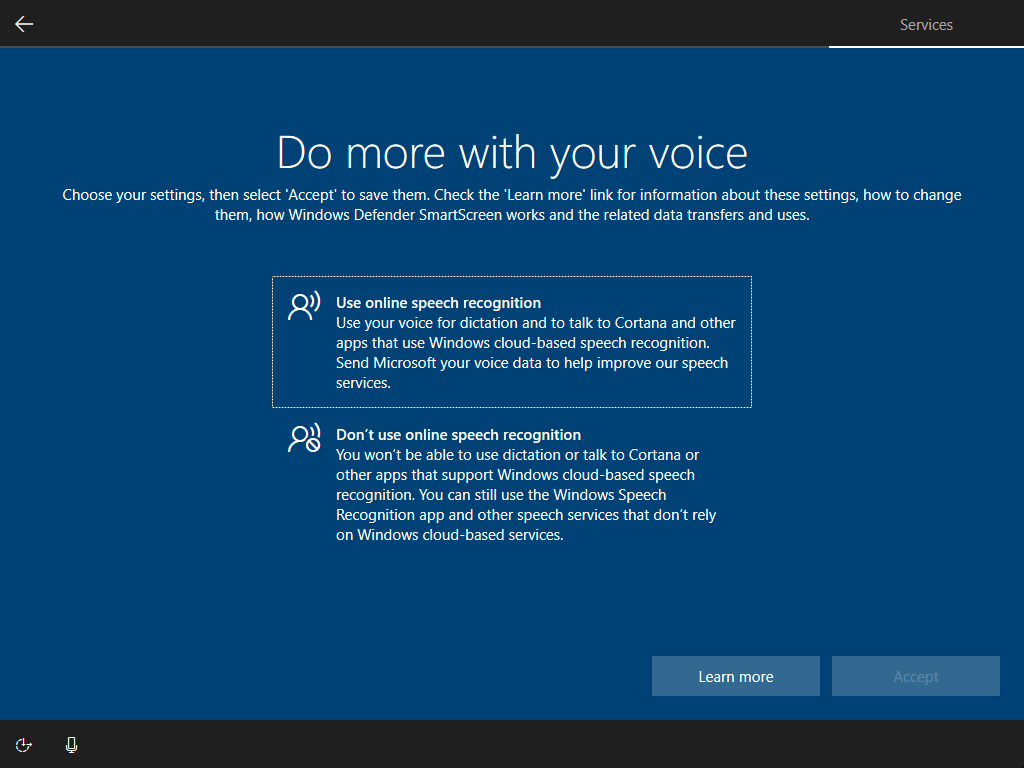 Services
Do more with your voice
Choose your settings, then select 'Accept' to save them. Check the 'Learn more' link for information about these settings, how to change
them, how Windows Defender SmartScreen works and the related data transfers and uses.
Use online speech recognition
Use your voice for dictation and to talk to Cortana and other
apps that use Windows cloud-based speech recognition.
Send Microsoft your voice data to help improve our speech
services.
Don’t use online speech recognition
You won’t be able to use dictation or talk to Cortana or
other apps that support Windows cloud-based speech
recognition. You can still use the Windows Speech
Recognition app and other speech services that don’t rely
on Windows cloud-based services.
Learn more
Accept